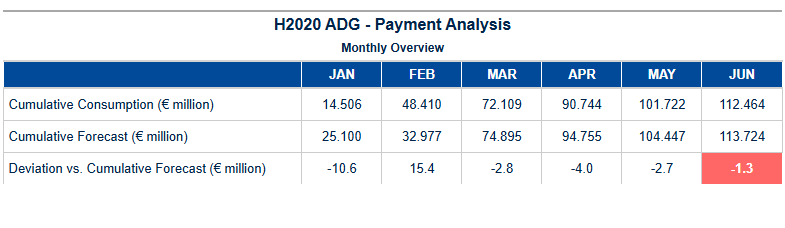 H2020 ADG - Payment Analysis
Monthly Overview
JAN FEB MAR APR MAY JUN
Cumulative Consumption (€ million) 14.506 48.410 72.109 90.744 101.722 112.464
Cumulative Forecast (€ million) 25.100 32.977 74.895 94.755 104.447 113.724
Deviation vs. Cumulative Forecast (€ million) -10.6 15.4 -2.8 -4.0 -2.7 -1.3